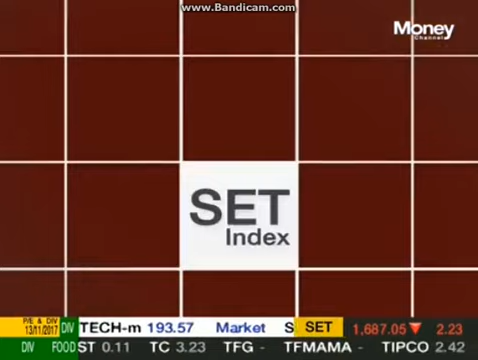 www.Bandicam.com
Money
Channel
SET
Index
P/E & DIV
13/11/2017
DIV TECH-m 193.57 Market S SET 1,687.05 ▼ 2.23
DIV FOOD ST 0.11 TC 3.23 TFG - TFMAMA - TIPCO 2.42